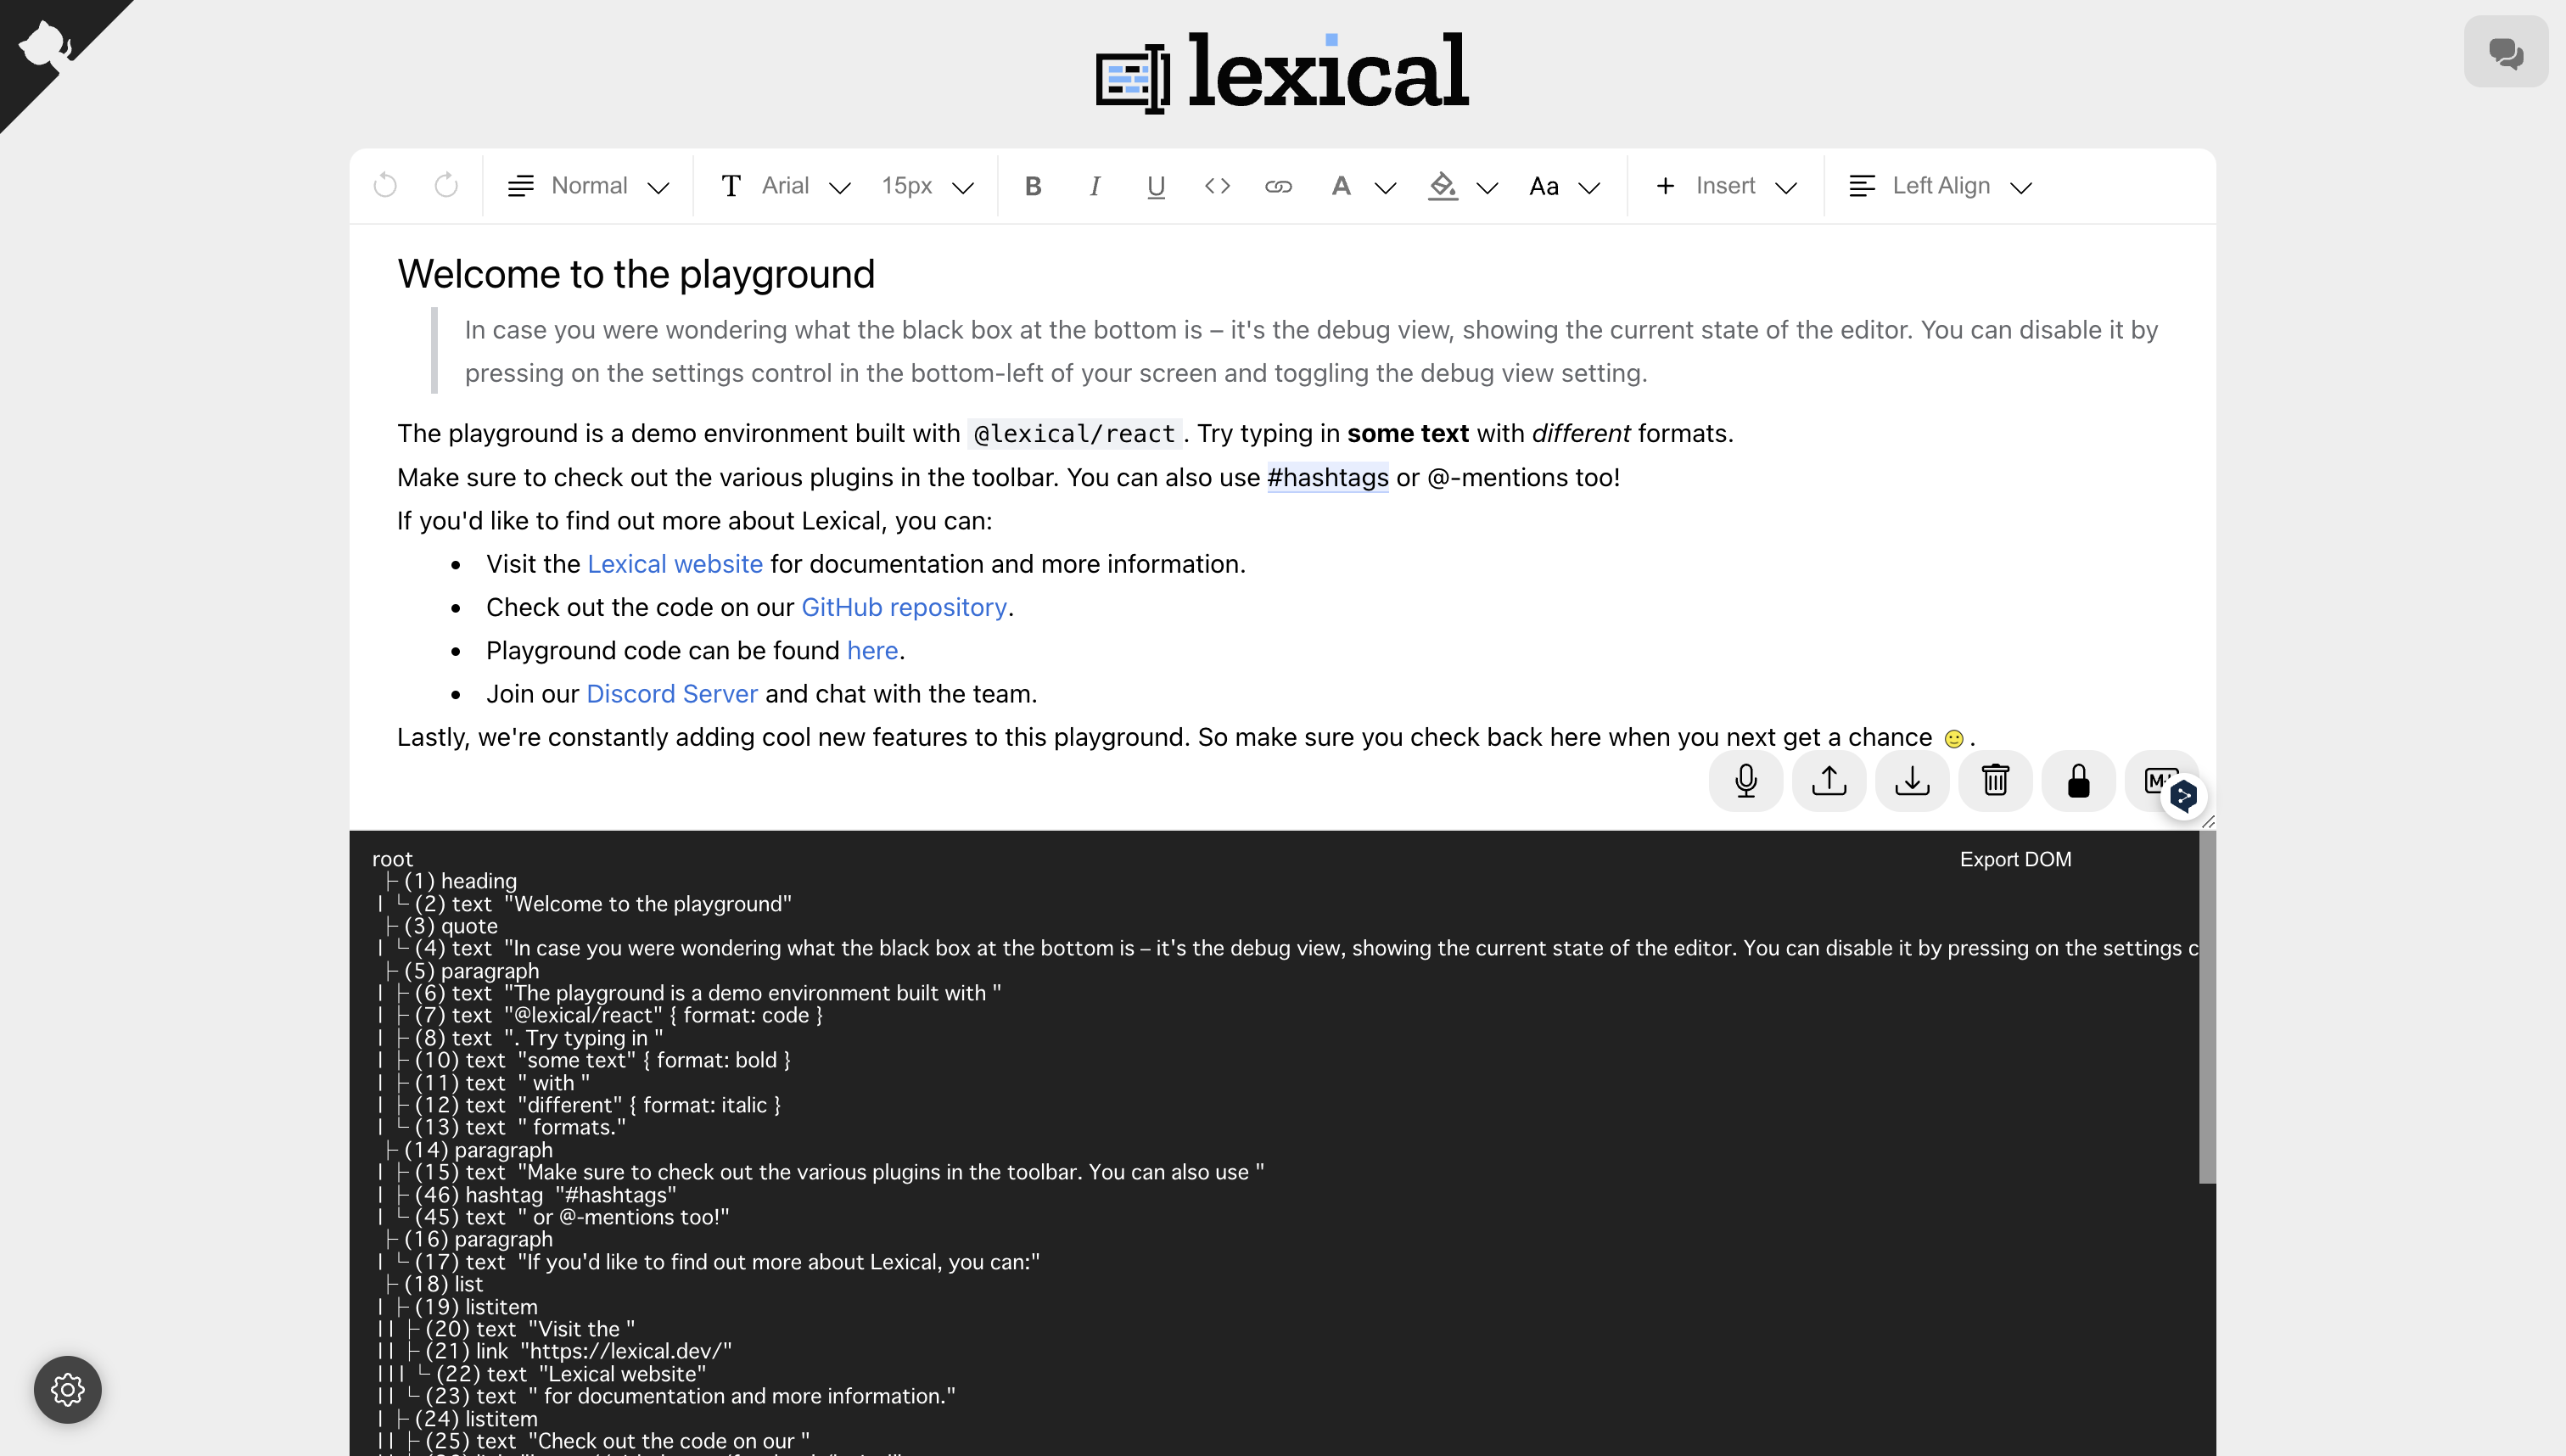 lexical
Normal T Arial 15px B I U <> A Aa + Insert Left Align
Welcome to the playground
In case you were wondering what the black box at the bottom is – it's the debug view, showing the current state of the editor. You can disable it by
pressing on the settings control in the bottom-left of your screen and toggling the debug view setting.
The playground is a demo environment built with @lexical/react. Try typing in some text with different formats.
Make sure to check out the various plugins in the toolbar. You can also use #hashtags or @-mentions too!
If you'd like to find out more about Lexical, you can:
• Visit the Lexical website for documentation and more information.
• Check out the code on our GitHub repository.
• Playground code can be found here.
• Join our Discord Server and chat with the team.
Lastly, we're constantly adding cool new features to this playground. So make sure you check back here when you next get a chance 🙂.
M
root Export DOM
├ (1) heading
| └ (2) text "Welcome to the playground"
├ (3) quote
| └ (4) text "In case you were wondering what the black box at the bottom is – it's the debug view, showing the current state of the editor. You can disable it by pressing on the settings c
├ (5) paragraph
| ├ (6) text "The playground is a demo environment built with "
| ├ (7) text "@lexical/react" { format: code }
| ├ (8) text ". Try typing in "
| ├ (10) text "some text" { format: bold }
| ├ (11) text " with "
| ├ (12) text "different" { format: italic }
| └ (13) text " formats."
├ (14) paragraph
| ├ (15) text "Make sure to check out the various plugins in the toolbar. You can also use "
| ├ (46) hashtag "#hashtags"
| └ (45) text " or @-mentions too!"
├ (16) paragraph
| └ (17) text "If you'd like to find out more about Lexical, you can:"
├ (18) list
| ├ (19) listitem
| | ├ (20) text "Visit the "
| | ├ (21) link "https://lexical.dev/"
| | | └ (22) text "Lexical website"
| | └ (23) text " for documentation and more information."
| ├ (24) listitem
| | ├ (25) text "Check out the code on our "